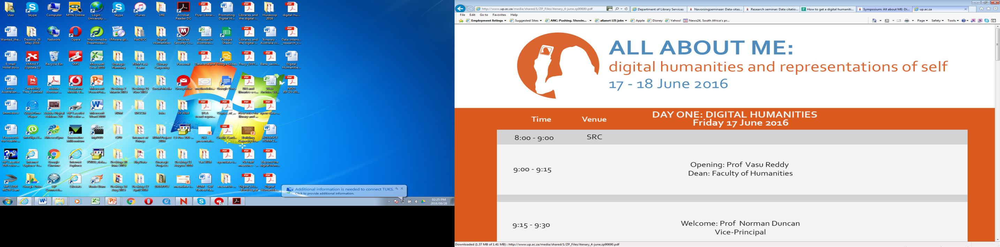 User
Skype
Computer
MTN Online
Login - University ...
Skype
iTunes
VRE
Acrobat Reader DC
Flyer-Librar...
Promoting Digital H...
Libraries and the digital ...
Huiskoop 2016
digital-hu...
Wanted_the...
Desktop 26 May 2016
Network
Opera
Macromedia Dreamweav...
VMware-pl...
NeDICC
Digital Humanities
McAfee Security Sc...
eResearch Australas...
Google Sheets
Libraries and the digital ...
Itinerary - Australia vi...
Data-intens... _research_c...
E-mail Hotel.docx
XMind 7 (Update 1)
Recycle Bin
SMS
Microsoft Excel 2010
Strategic Planning
RDM Task Team
Library Carpentry
Personal
Dataverse.pdf
Google Slides
Tracy_DHT...
Bank_savin...
Digital Humanitie...
Letter - Australian ...
Capability Tree_3.xmind
Adobe Acrobat ...
Vodafone Mobile B...
Microsoft PowerPoi...
Desktop 2 March 2015
Desktop 25 Nov 2015
Social Media
GroupWise
methodolo...
Google Docs
DH and libraries-a-c...
Web Archive_W...
NISO RP-25-20...
Immi.docx
QuickTime Player
Adobe Digital Editions 2.0
HP LaserJet 200 color ...
Microsoft Word 2010
RDM
IDCC16
Jobs
Dr Wiid
IFLA trend-repor...
Copies_of_...
New roles for library and ...
open-data-...
Passwords for Health ...
InfoSlips.V...
AlfrescoSync
Innovative Millennium
MyDVD
CPD
Internet of Things
RDM Project 2016
LJ-Pro-200-...
DH - presentati...
Credit_Card...
Building Capacity fo...
ADVANCE FORM 2...
HP LaserJet 200 color ...
Internet Explorer Tr...
Google Chrome
Internet Explorer
P2055_defa...
Desktop 30 June 2015
Big Data
Strategic Projects
Desktop 11 August 2016
Tax 2016
opendata-i...
No half measures - ...
Beyond the digital hum...
HP LJ200 M276 Scan
Google Drive
HP Connecti...
Libstats
Roxio Burn
Desktop 26 Aug 2015
Desktop 12 April 2016
100APPLE
metadata-i...
RDM - Self Review Re...
eresearch-...
Digital_Hu... - Burdick.pdf
Digital Humanitie...
Additional information is needed to connect TUKS.
Click to provide additional information.
02:25 PM
2016/09/28
http://www.up.ac.za/media/shared/1/ZP_Files/itenary_4-june.zp90690.pdf
Department of Library Services
Navorsingseminaar: Data-sitas...
Research seminar: Data citatio...
How to get a digital humaniti...
Symposium: All about ME: Di...
up.ac.za
File Edit Go to Favorites Help
Employment listings
Suggested Sites
ANC: Pushing. Shovin...
alianet LIS jobs
Apple
Disney
Yahoo!
News24, South Africa's pr...
Page
Safety
Tools
ALL ABOUT ME:
digital humanities and representations of self
17 - 18 June 2016
Time
Venue
DAY ONE: DIGITAL HUMANITIES
Friday 17 June 2016
8:00 - 9:00
SRC
9:00 - 9:15
Opening: Prof Vasu Reddy
Dean: Faculty of Humanities
9:15 - 9:30
Welcome: Prof Norman Duncan
Vice-Principal
Downloaded (1.37 MB of 1.41 MB) : http://www.up.ac.za/media/shared/1/ZP_Files/itenary_4-june.zp90690.pdf